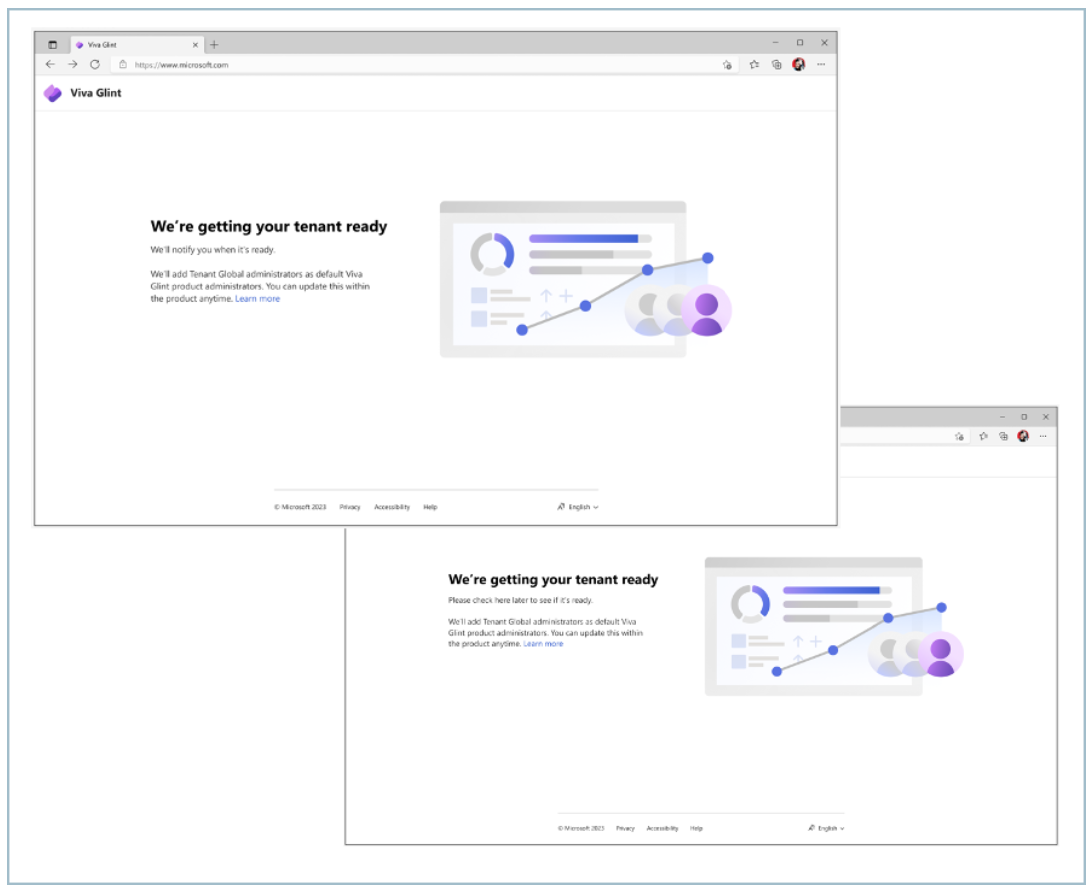 Viva Glint
https://www.microsoft.com
Viva Glint
We're getting your tenant ready
We'll notify you when it's ready.
We'll add Tenant Global administrators as default Viva
Glint product administrators. You can update this within
the product anytime. Learn more
© Microsoft 2023 Privacy Accessibility Help English
We're getting your tenant ready
Please check here later to see if it's ready.
We'll add Tenant Global administrators as default Viva
Glint product administrators. You can update this within
the product anytime. Learn more
© Microsoft 2023 Privacy Accessibility Help English